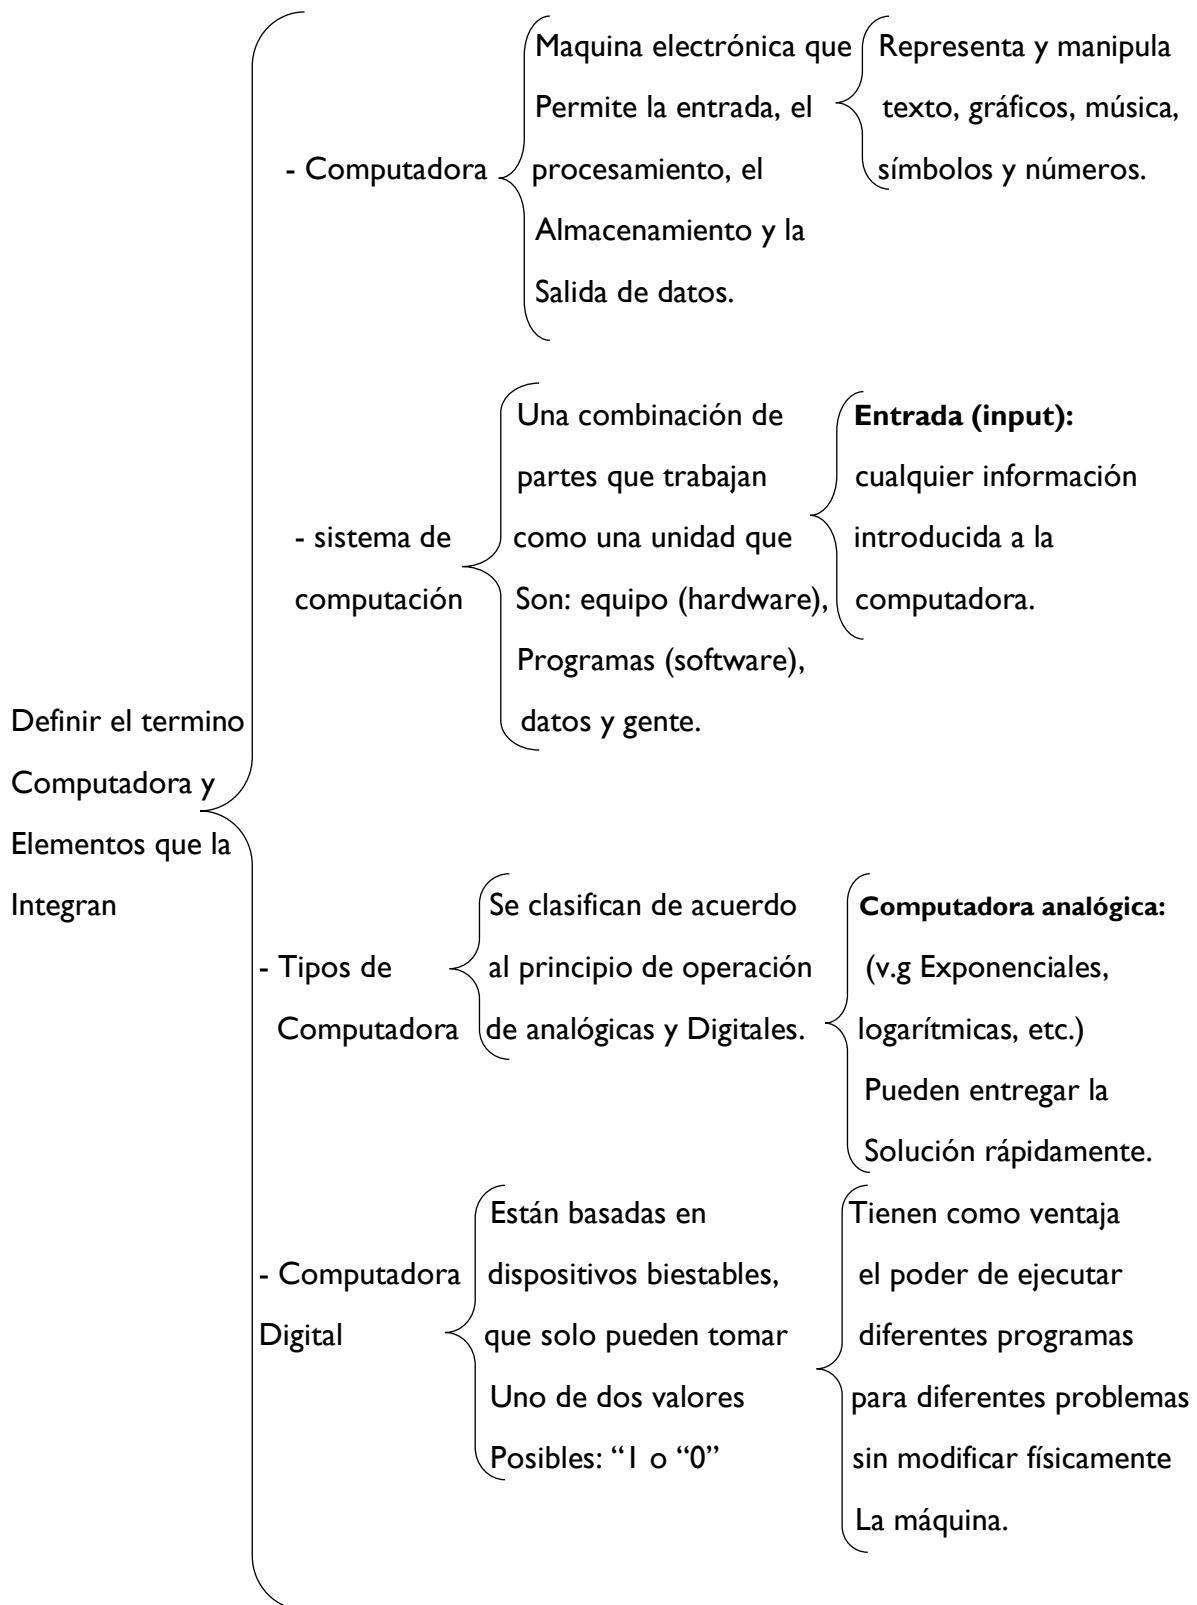 Maquina electrónica que
Permite la entrada, el
procesamiento, el
Almacenamiento y la
Salida de datos.
Representa y manipula
texto, gráficos, música,
símbolos y números.
- Computadora
Una combinación de
partes que trabajan
como una unidad que
Son: equipo (hardware),
Programas (software),
datos y gente.
Entrada (input):
cualquier información
introducida a la
computadora.
- sistema de
computación
Definir el termino
Computadora y
Elementos que la
Integran
- Tipos de
Computadora
Se clasifican de acuerdo
al principio de operación
de analógicas y Digitales.
Computadora analógica:
(v.g Exponenciales,
logarítmicas, etc.)
Pueden entregar la
Solución rápidamente.
- Computadora
Digital
Están basadas en
dispositivos biestables,
que solo pueden tomar
Uno de dos valores
Posibles: “1 o “0”
Tienen como ventaja
el poder de ejecutar
diferentes programas
para diferentes problemas
sin modificar físicamente
La máquina.